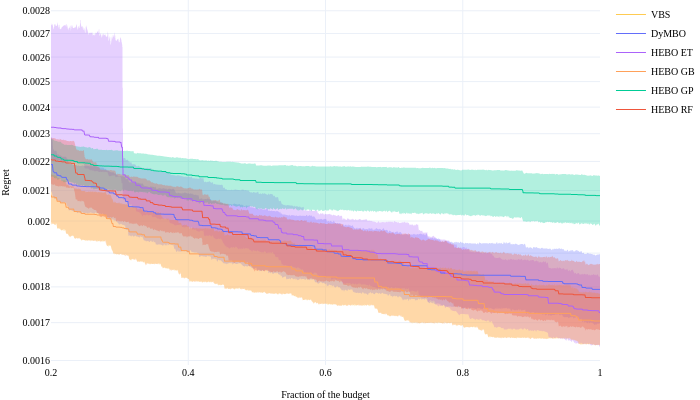 0.0028
0.0027
0.0026
0.0025
0.0024
0.0023
0.0022
0.0021
0.002
0.0019
0.0018
0.0017
0.0016
Regret
0.2
0.4
0.6
0.8
1
Fraction of the budget
VBS
DyMBO
HEBO ET
HEBO GB
HEBO GP
HEBO RF